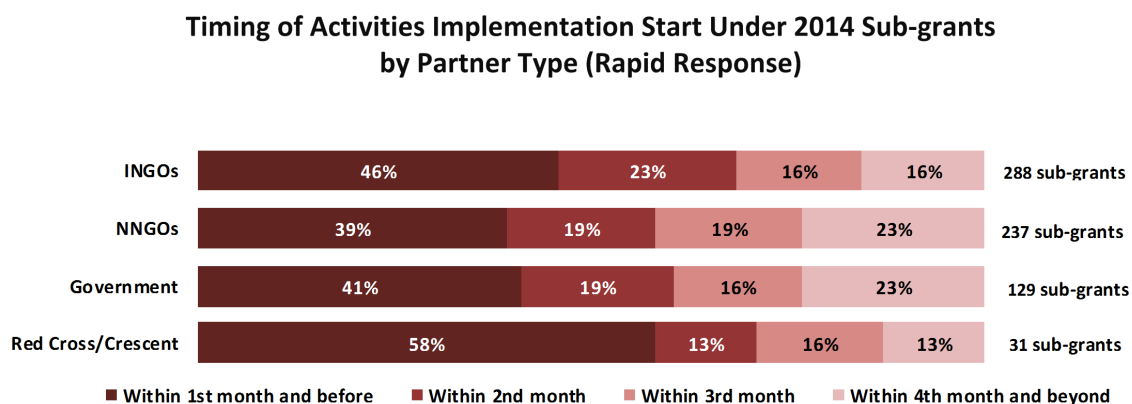 Timing of Activities Implementation Start Under 2014 Sub-grants
by Partner Type (Rapid Response)
INGOs 46% 23% 16% 16% 288 sub-grants
NNGOs 39% 19% 19% 23% 237 sub-grants
Government 41% 19% 16% 23% 129 sub-grants
Red Cross/Crescent 58% 13% 16% 13% 31 sub-grants
Within 1st month and before Within 2nd month Within 3rd month Within 4th month and beyond